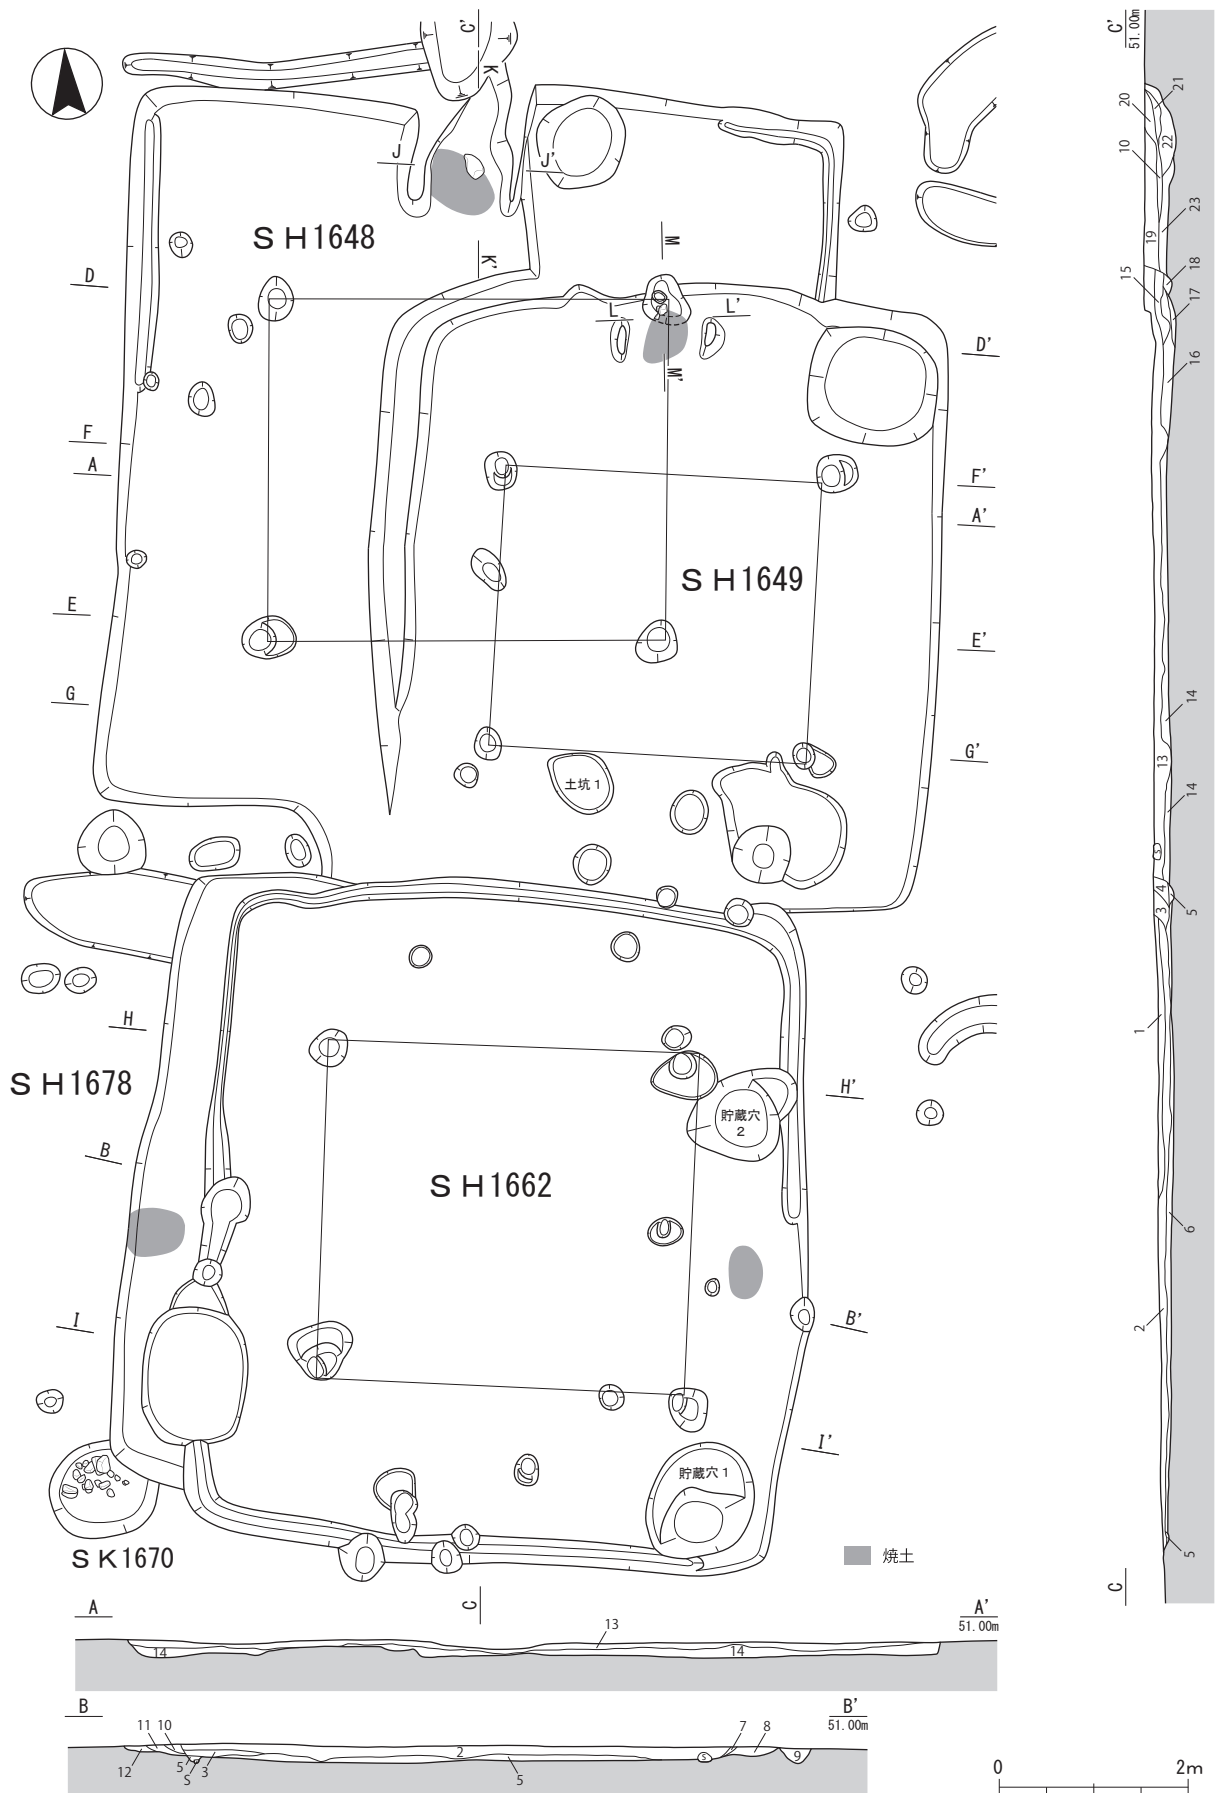 C'
K
J
J'
ＳＨ1648
K'
M
D
L
L'
M'
D'
F
A
F'
A'
ＳＨ1649
E
E'
G
G'
土坑１
H
ＳＨ1678
H'
貯蔵穴
２
B
ＳＨ1662
I
B'
I'
貯蔵穴１
ＳＫ1670
焼土
C
C'
51.00m
21
20
22
10
23
19
18
15
17
16
14
13
14
S
4
3
5
1
6
2
5
C
A
A'
51.00m
13
14
14
B
B'
51.00m
11
10
7
8
2
9
12
5
S
3
S
5
0
2m